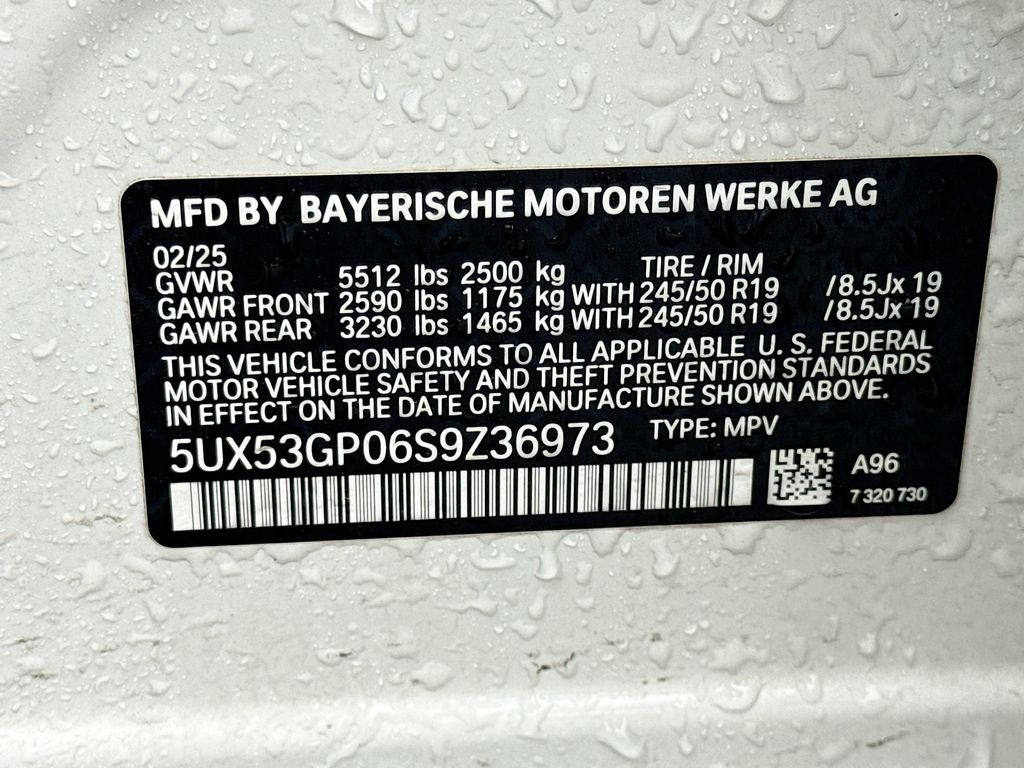 MFD BY BAYERISCHE MOTOREN WERKE AG
02/25
GVWR 5512 lbs 2500 kg TIRE / RIM
GAWR FRONT 2590 lbs 1175 kg WITH 245/50 R19 /8.5Jx 19
GAWR REAR 3230 lbs 1465 kg WITH 245/50 R19 /8.5Jx 19
THIS VEHICLE CONFORMS TO ALL APPLICABLE U. S. FEDERAL
MOTOR VEHICLE SAFETY AND THEFT PREVENTION STANDARDS
IN EFFECT ON THE DATE OF MANUFACTURE SHOWN ABOVE.
5UX53GP06S9Z36973 TYPE: MPV
A96
7 320 730